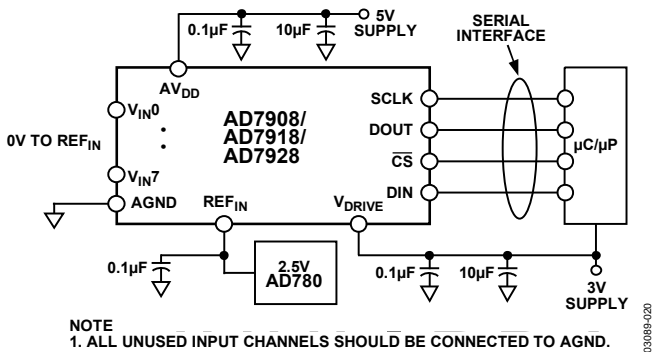 0.1µF
10µF
5V
SUPPLY
SERIAL
INTERFACE
AVDD
VIN0
0V TO REFIN
VIN7
AGND
AD7908/
AD7918/
AD7928
REFIN
VDRIVE
SCLK
DOUT
CS
DIN
µC/µP
0.1µF
2.5V
AD780
0.1µF
10µF
3V
SUPPLY
NOTE
1. ALL UNUSED INPUT CHANNELS SHOULD BE CONNECTED TO AGND.
03089-020